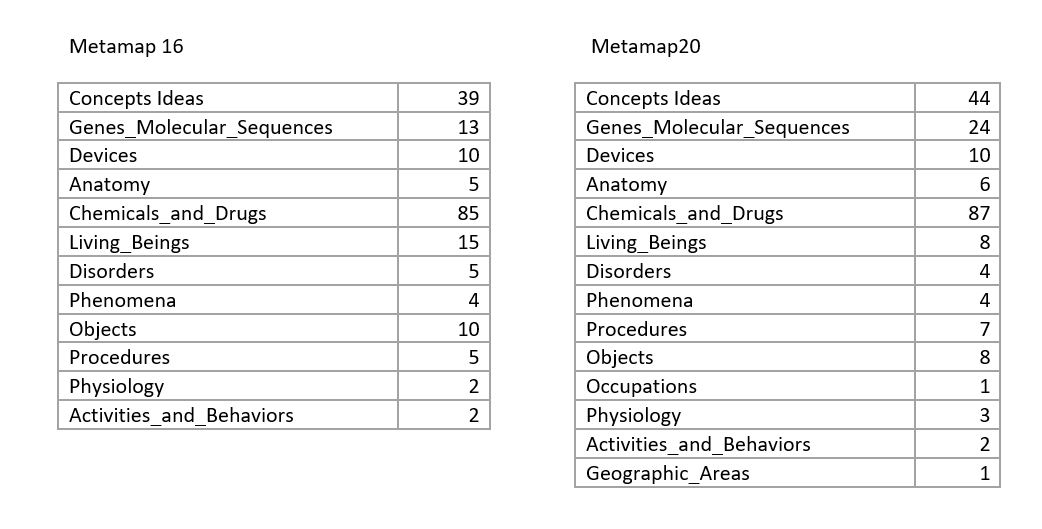 Metamap 16
Concepts Ideas 39
Genes_Molecular_Sequences 13
Devices 10
Anatomy 5
Chemicals_and_Drugs 85
Living_Beings 15
Disorders 5
Phenomena 4
Objects 10
Procedures 5
Physiology 2
Activities_and_Behaviors 2
Metamap20
Concepts Ideas 44
Genes_Molecular_Sequences 24
Devices 10
Anatomy 6
Chemicals_and_Drugs 87
Living_Beings 8
Disorders 4
Phenomena 4
Procedures 7
Objects 8
Occupations 1
Physiology 3
Activities_and_Behaviors 2
Geographic_Areas 1